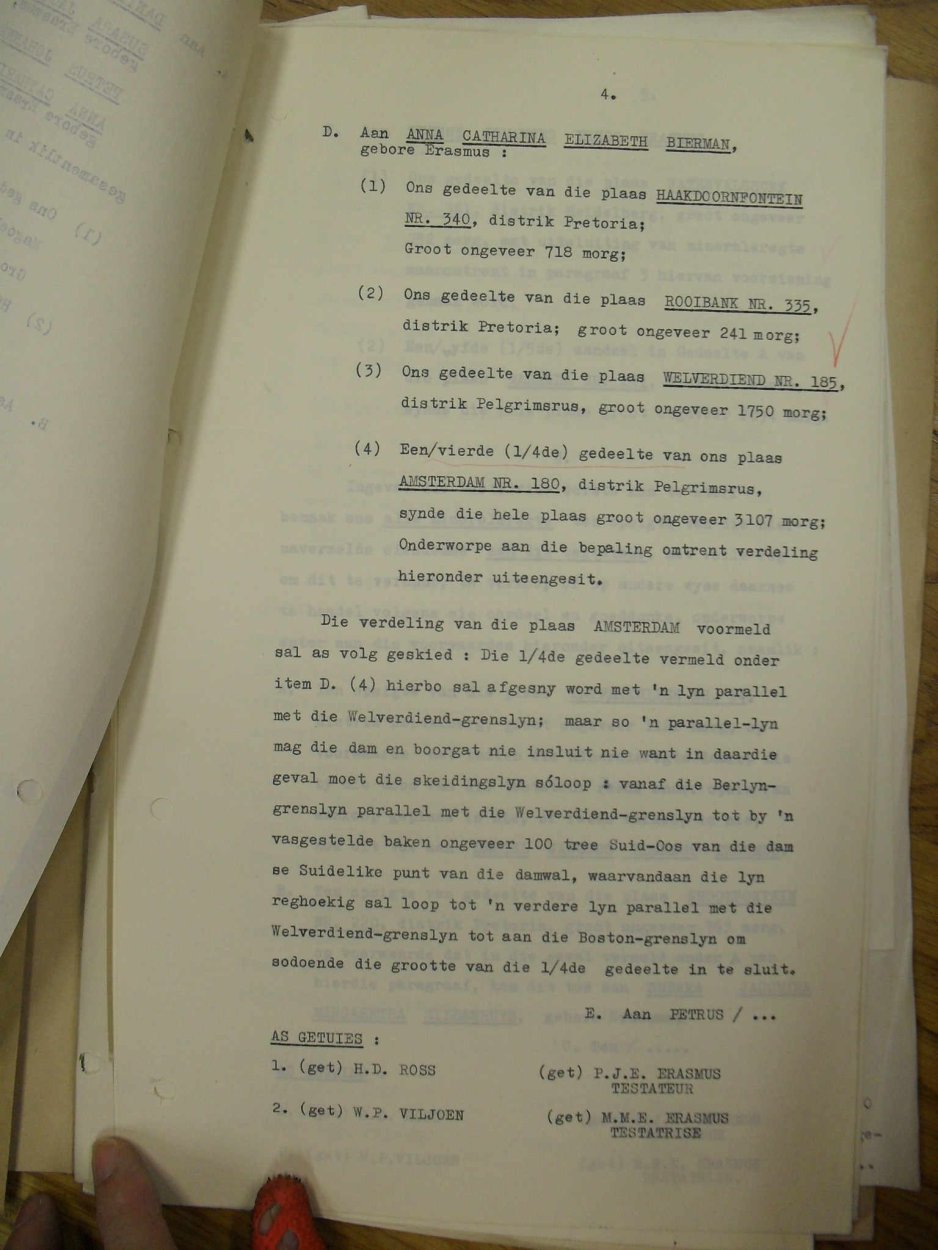 4.
D. Aan ANNA CATHARINA ELIZABETH BIERMAN,
gebore Erasmus :
(1) Ons gedeelte van die plaas HAAKDOORNFONTEIN
NR. 340, distrik Pretoria;
Groot ongeveer 718 morg;
(2) Ons gedeelte van die plaas ROOIBANK NR. 335,
distrik Pretoria; groot ongeveer 241 morg;
(3) Ons gedeelte van die plaas WELVERDIEND NR. 185,
distrik Pelgrimsrus, groot ongeveer 1750 morg;
(4) Een/vierde (1/4de) gedeelte van ons plaas
AMSTERDAM NR. 180, distrik Pelgrimsrus,
synde die hele plaas groot ongeveer 3107 morg;
Onderworpe aan die bepaling omtrent verdeling
hieronder uiteengesit.
Die verdeling van die plaas AMSTERDAM voormeld
sal as volg geskied : Die 1/4de gedeelte vermeld onder
item D. (4) hierbo sal afgesny word met 'n lyn parallel
met die Welverdiend-grenslyn; maar so 'n parallel-lyn
mag die dam en boorgat nie insluit nie want in daardie
geval moet die skeidingslyn sóloop : vanaf die Berlyn-
grenslyn parallel met die Welverdiend-grenslyn tot by 'n
vasgestelde baken ongeveer 100 tree Suid-Oos van die dam
se Suidelike punt van die damwal, waarvandaan die lyn
reghoekig sal loop tot 'n verdere lyn parallel met die
Welverdiend-grenslyn tot aan die Boston-grenslyn om
sodoende die grootte van die 1/4de gedeelte in te sluit.
E. Aan PETRUS / ...
AS GETUIES :
1. (get) H.D. ROSS (get) P.J.E. ERASMUS
TESTATEUR
2. (get) W.P. VILJOEN (get) M.M.E. ERASMUS
TESTATRISE